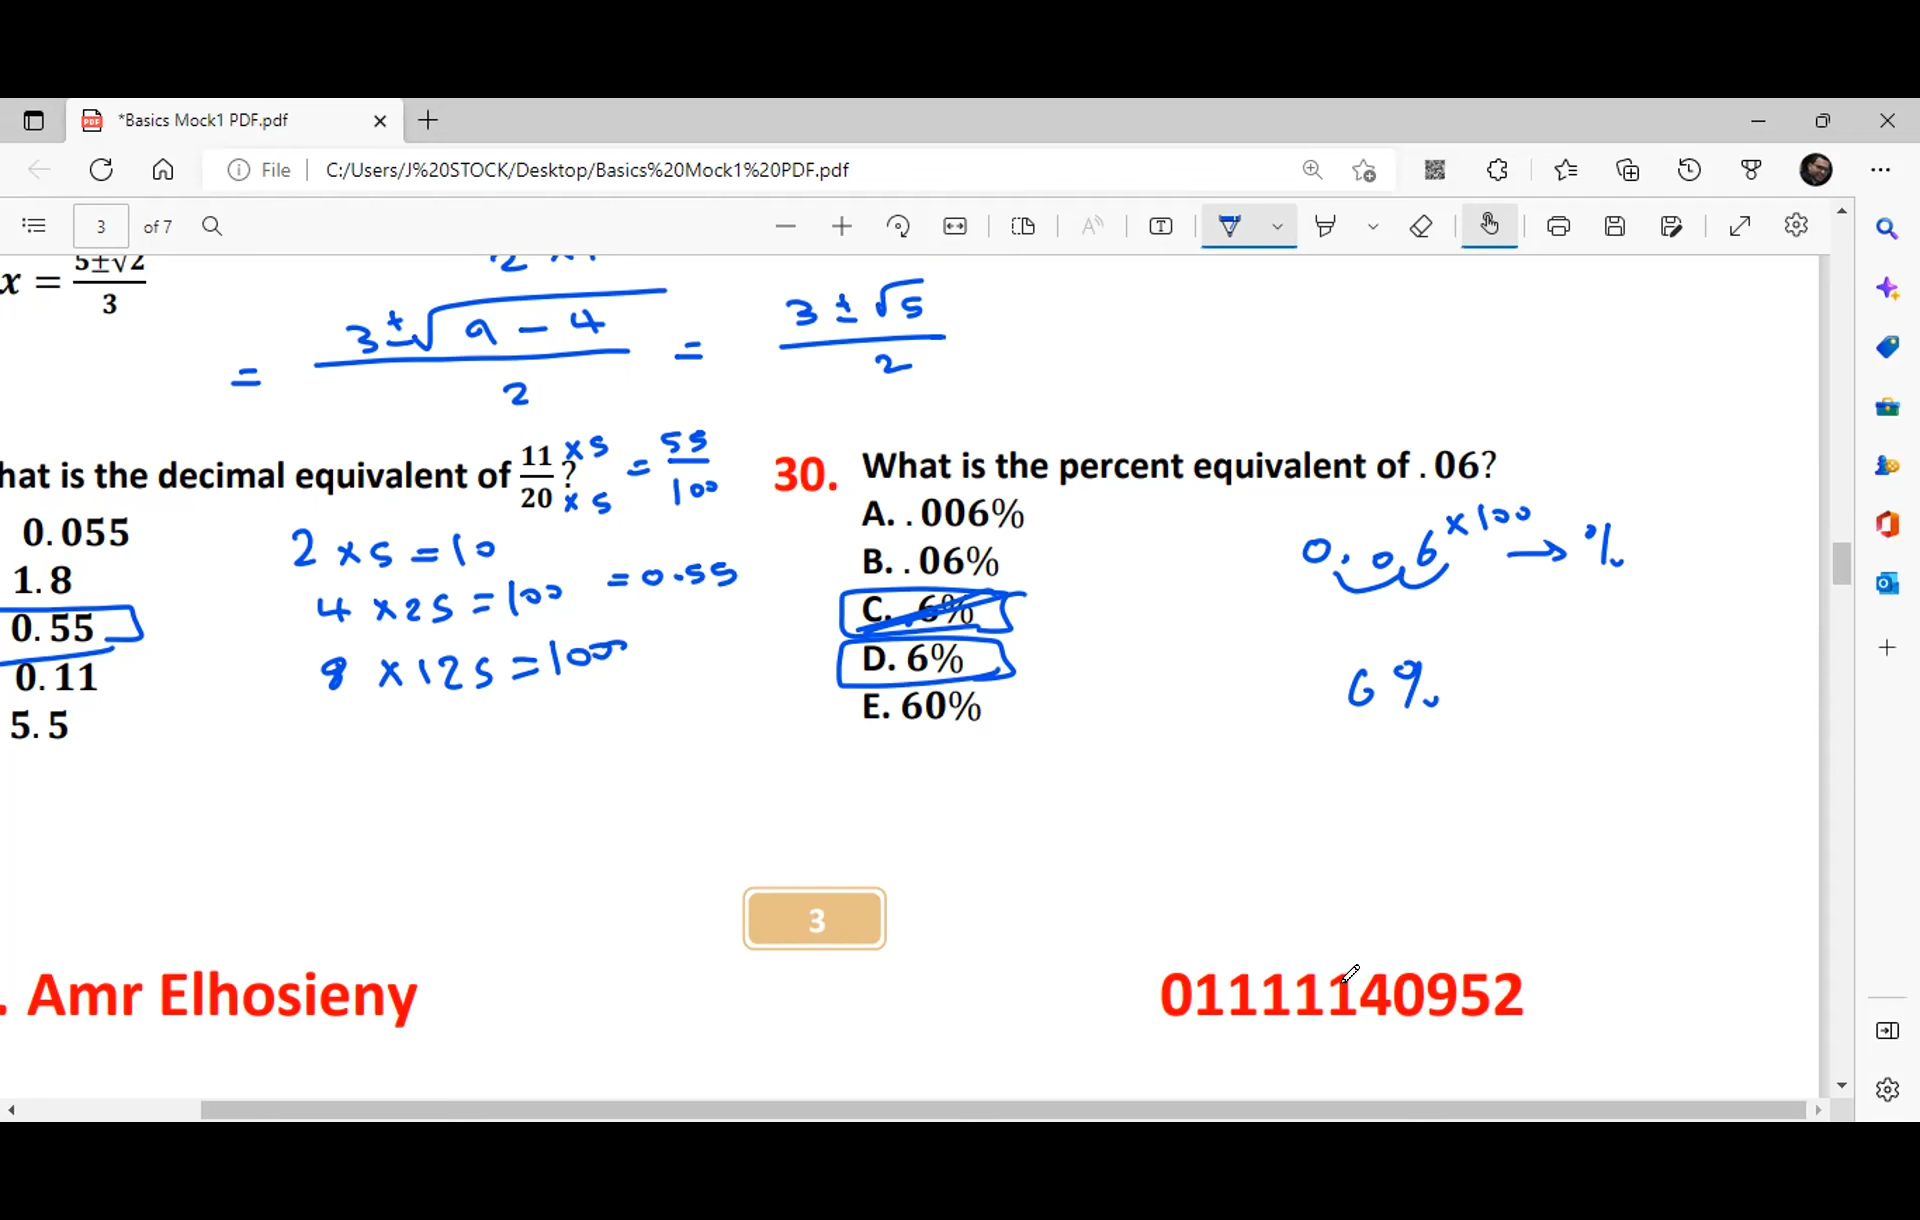 *Basics Mock1 PDF.pdf
File
C:/Users/J%20STOCK/Desktop/Basics%20Mock1%20PDF.pdf
3 of 7
x = 5±√2 / 3
= 3 ± √9 - 4 / 2 = 3 ± √5 / 2
hat is the decimal equivalent of 11/20 ? ×5 ×5 = 55/100
0.055
1.8
0.55
0.11
5.5
2 × 5 = 10
4 × 25 = 100
= 0.55
8 × 125 = 1000
30. What is the percent equivalent of .06?
A. .006%
B. .06%
C. .6%
D. 6%
E. 60%
0.06 ×100 → %
6%
3
. Amr Elhosieny
01111140952